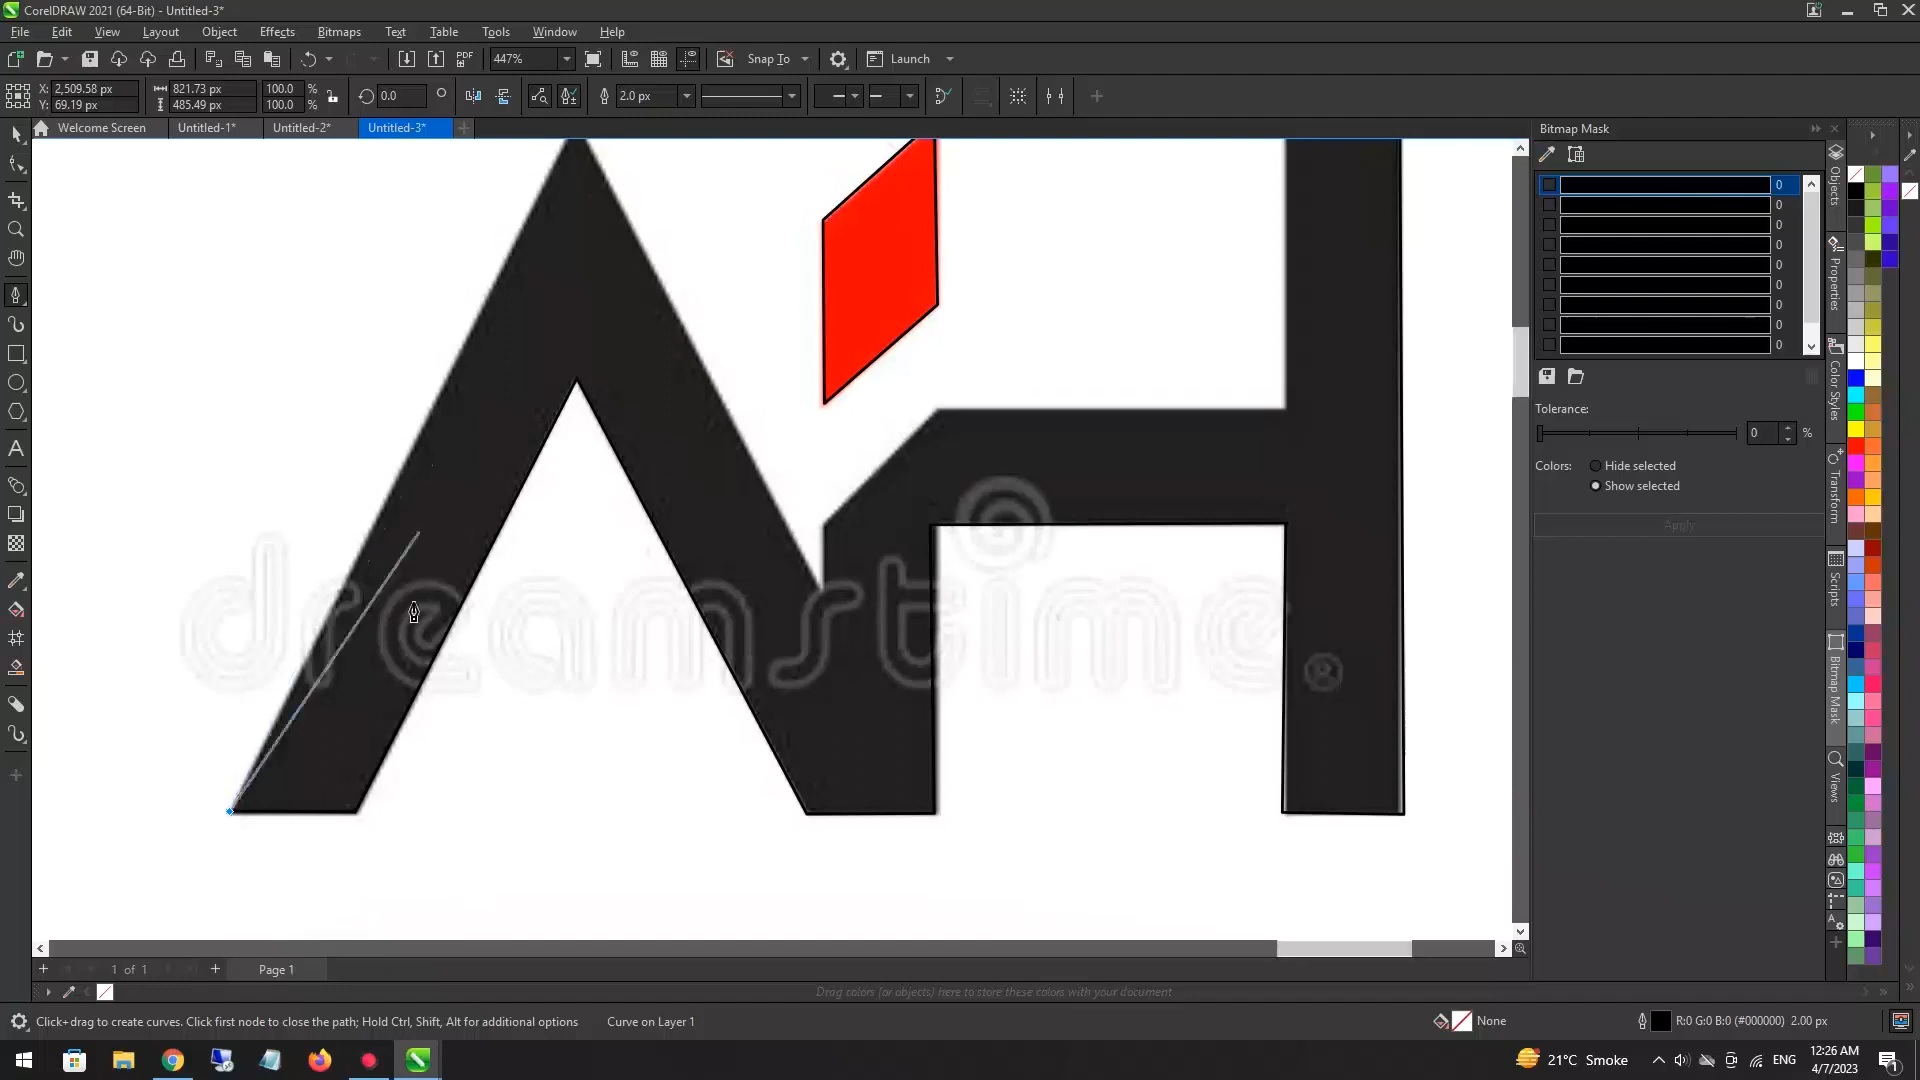 CorelDRAW 2021 (64-Bit) - Untitled-3*
File Edit View Layout Object Effects Bitmaps Text Table Tools Window Help
PDF 447% Snap To Launch
X: 2,509.58 px 821.73 px 100.0 %
Y: 69.19 px 485.49 px 100.0 %
0.0 2.0 px
Welcome Screen Untitled-1* Untitled-2* Untitled-3*
Bitmap Mask
0
0
0
0
0
0
0
0
0
Tolerance:
0 %
Colors: Hide selected
Show selected
Apply
Objects
Properties
Color Styles
Transform
Scripts
Bitmap Mask
Views
AH
dreamstime®
1 of 1 Page 1
Drag colors (or objects) here to store these colors with your document
Click+drag to create curves. Click first node to close the path; Hold Ctrl, Shift, Alt for additional options Curve on Layer 1 None R:0 G:0 B:0 (#000000) 2.00 px
21°C Smoke ENG 12:26 AM
4/7/2023
1